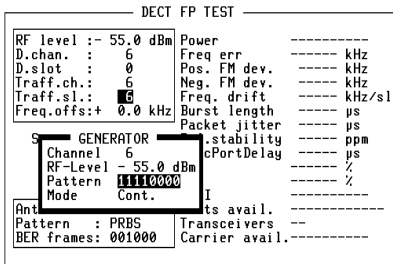 DECT FP TEST
RF level :- 55.0 dBm Power ----------
D.chan. : 6 Freq err ------ kHz
D.slot : 0 Pos. FM dev. ------ kHz
Traff.ch.: 6 Neg. FM dev. ------ kHz
Traff.sl.: 6 Freq. drift ------ kHz/sl
Freq.offs:+ 0.0 kHz Burst length ------ µs
Packet jitter ------ µs
S .stability ----- ppm
GENERATOR cPortDelay ----- µs
Channel 6
RF-Level - 55.0 dBm ----- %
Pattern 11110000 ----- %
Mode Cont. I ----------
Ant ts avail. ------------
Pattern : PRBS Transceivers --
BER frames: 001000 Carrier avail.----------